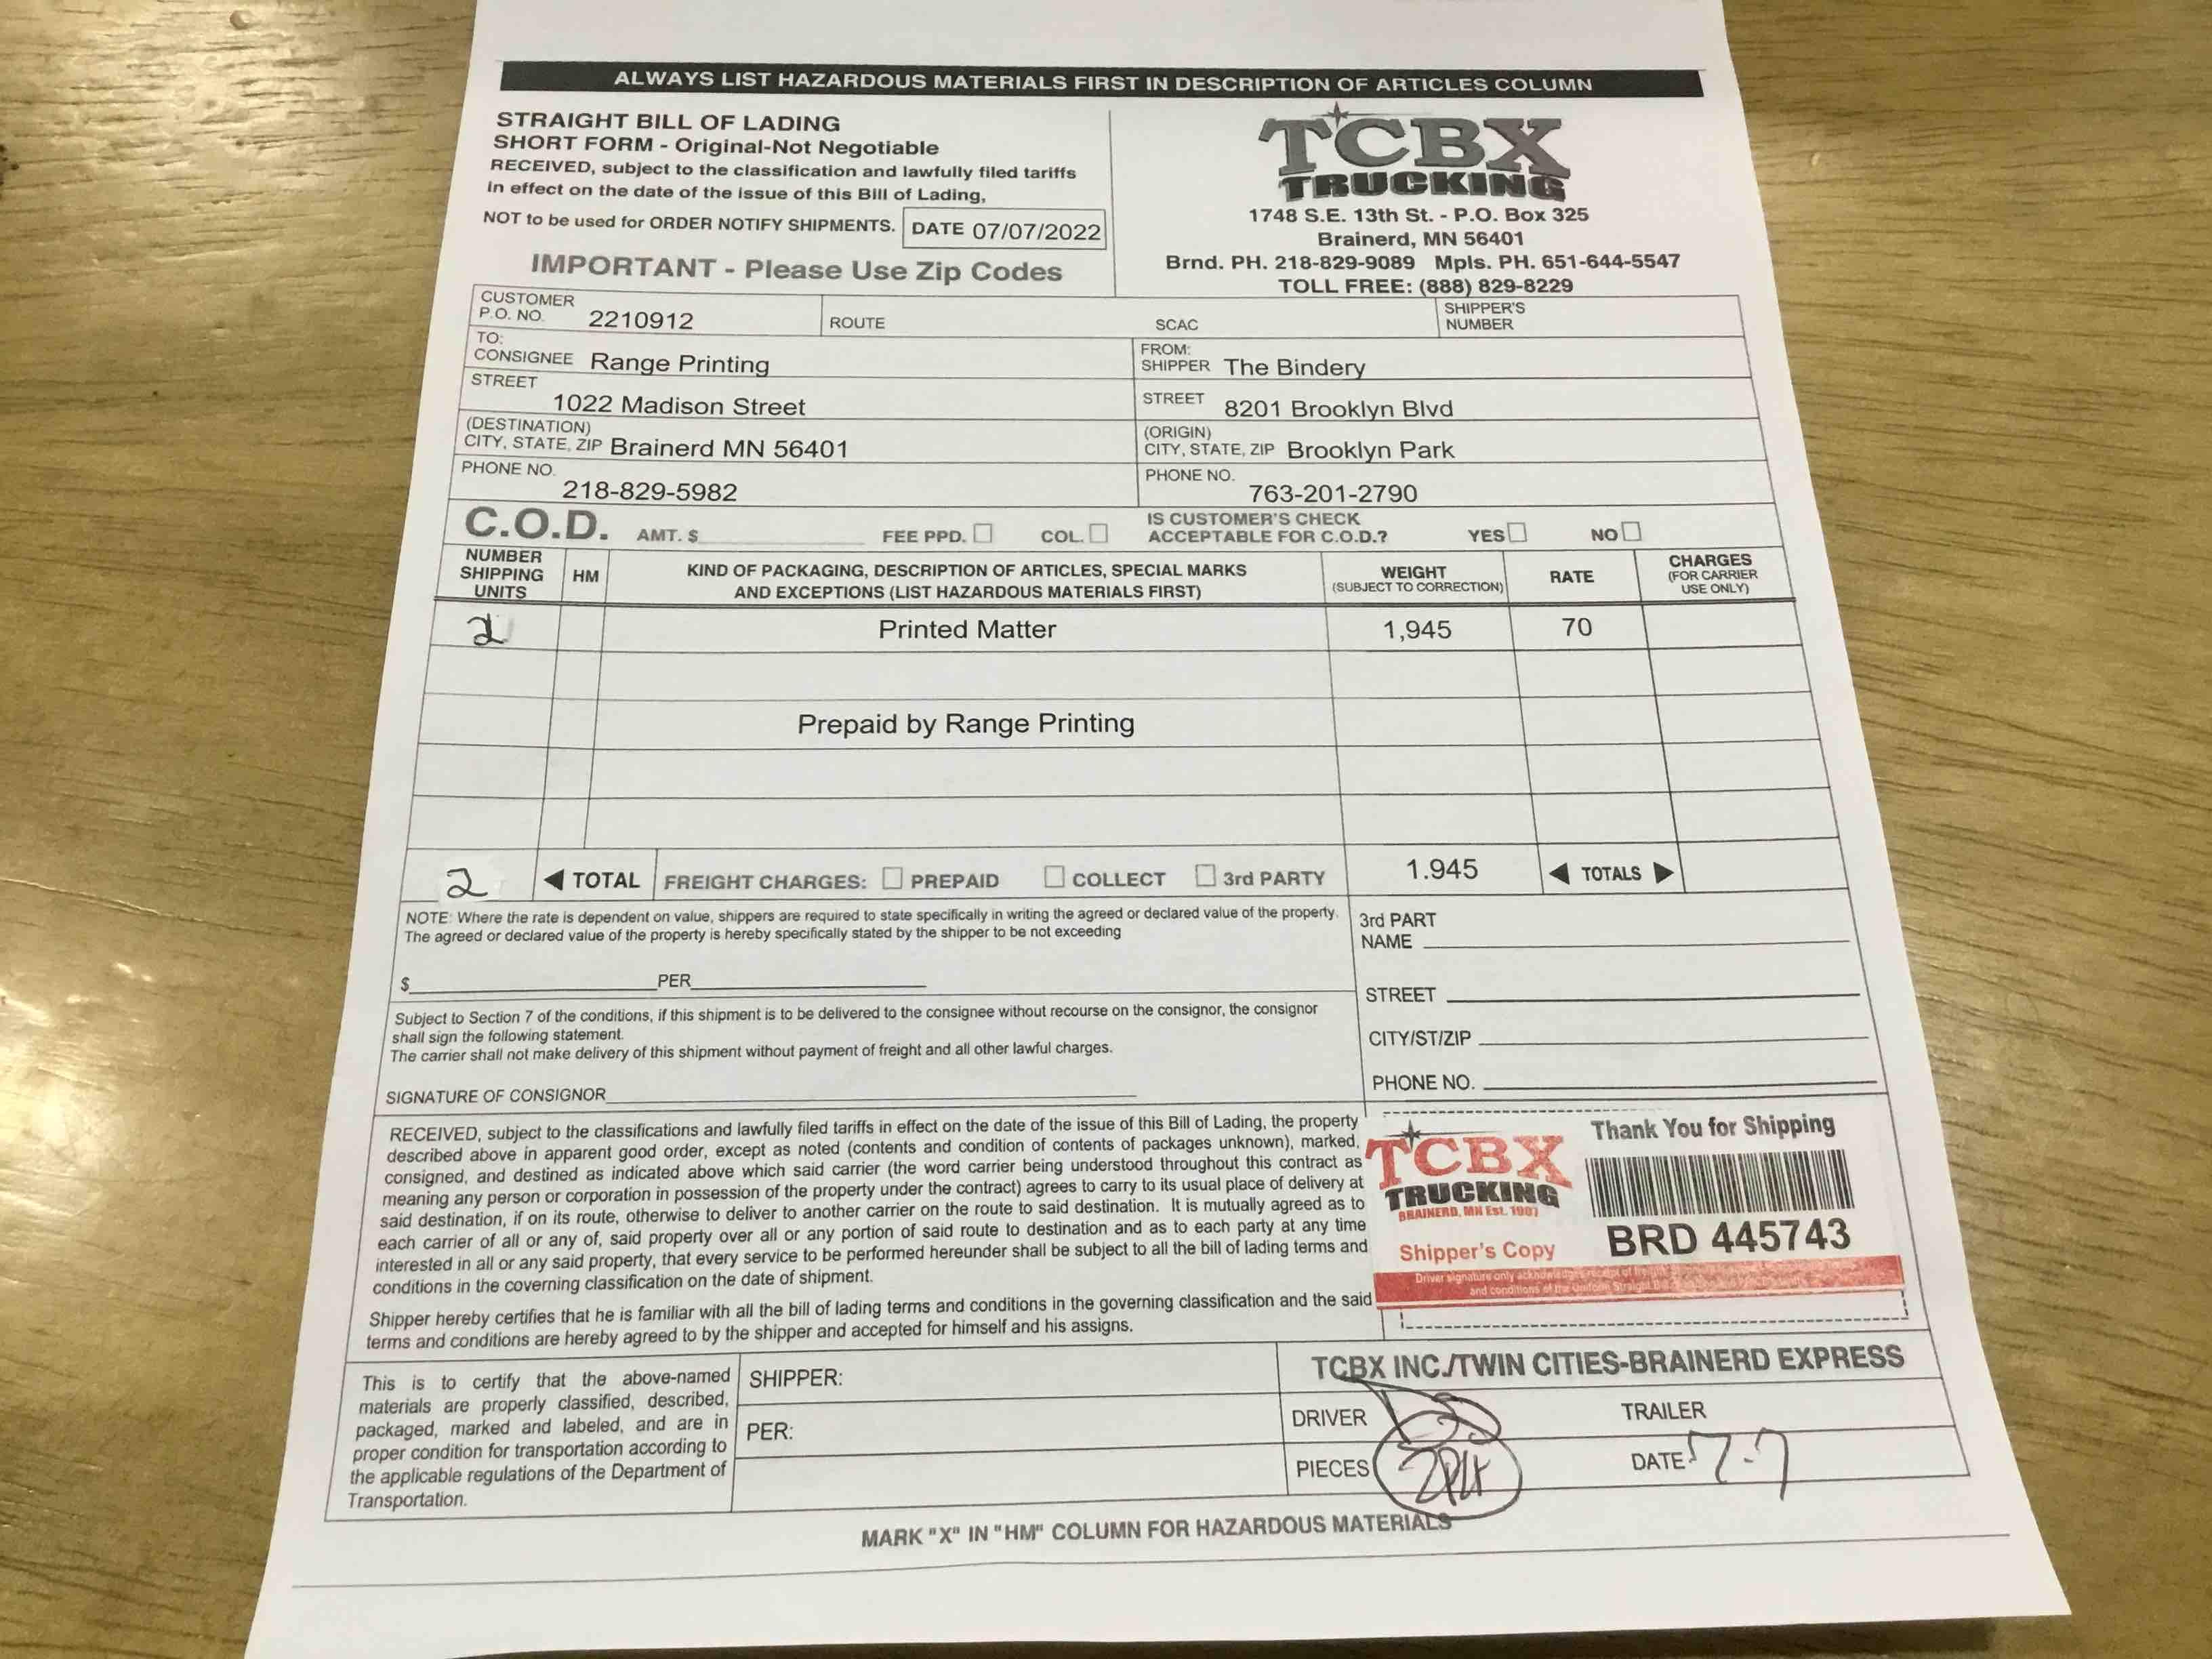 ALWAYS LIST HAZARDOUS MATERIALS FIRST IN DESCRIPTION OF ARTICLES COLUMN
STRAIGHT BILL OF LADING
SHORT FORM - Original-Not Negotiable
RECEIVED, subject to the classification and lawfully filed tariffs
in effect on the date of the issue of this Bill of Lading,
NOT to be used for ORDER NOTIFY SHIPMENTS. DATE 07/07/2022
IMPORTANT - Please Use Zip Codes
TCBX
TRUCKING
1748 S.E. 13th St. - P.O. Box 325
Brainerd, MN 56401
Brnd. PH. 218-829-9089 Mpls. PH. 651-644-5547
TOLL FREE: (888) 829-8229
CUSTOMER
P.O. NO. 2210912 ROUTE SCAC SHIPPER'S
NUMBER
TO:
CONSIGNEE Range Printing
FROM:
SHIPPER The Bindery
STREET 1022 Madison Street
STREET 8201 Brooklyn Blvd
(DESTINATION)
CITY, STATE, ZIP Brainerd MN 56401
(ORIGIN)
CITY, STATE, ZIP Brooklyn Park
PHONE NO. 218-829-5982
PHONE NO. 763-201-2790
C.O.D. AMT. $ FEE PPD. COL. IS CUSTOMER'S CHECK
ACCEPTABLE FOR C.O.D.? YES NO
NUMBER
SHIPPING
UNITS
HM
KIND OF PACKAGING, DESCRIPTION OF ARTICLES, SPECIAL MARKS
AND EXCEPTIONS (LIST HAZARDOUS MATERIALS FIRST)
WEIGHT
(SUBJECT TO CORRECTION)
RATE
CHARGES
(FOR CARRIER
USE ONLY)
2 Printed Matter 1,945 70
Prepaid by Range Printing
2 ◀ TOTAL FREIGHT CHARGES: PREPAID COLLECT 3rd PARTY 1.945 ◀ TOTALS ▶
NOTE: Where the rate is dependent on value, shippers are required to state specifically in writing the agreed or declared value of the property.
The agreed or declared value of the property is hereby specifically stated by the shipper to be not exceeding
$ PER
3rd PART
NAME
STREET
CITY/ST/ZIP
PHONE NO.
Subject to Section 7 of the conditions, if this shipment is to be delivered to the consignee without recourse on the consignor, the consignor
shall sign the following statement.
The carrier shall not make delivery of this shipment without payment of freight and all other lawful charges.
SIGNATURE OF CONSIGNOR
RECEIVED, subject to the classifications and lawfully filed tariffs in effect on the date of the issue of this Bill of Lading, the property
described above in apparent good order, except as noted (contents and condition of contents of packages unknown), marked,
consigned, and destined as indicated above which said carrier (the word carrier being understood throughout this contract as
meaning any person or corporation in possession of the property under the contract) agrees to carry to its usual place of delivery at
said destination, if on its route, otherwise to deliver to another carrier on the route to said destination. It is mutually agreed as to
each carrier of all or any of, said property over all or any portion of said route to destination and as to each party at any time
interested in all or any said property, that every service to be performed hereunder shall be subject to all the bill of lading terms and
conditions in the coverning classification on the date of shipment.
Shipper hereby certifies that he is familiar with all the bill of lading terms and conditions in the governing classification and the said
terms and conditions are hereby agreed to by the shipper and accepted for himself and his assigns.
TCBX
TRUCKING
BRAINERD, MN Est. 1987
Shipper's Copy
Thank You for Shipping
BRD 445743
Driver signature only acknowledges receipt of freight
and conditions of the Uniform Straight
This is to certify that the above-named
materials are properly classified, described,
packaged, marked and labeled, and are in
proper condition for transportation according to
the applicable regulations of the Department of
Transportation.
SHIPPER:
PER:
TCBX INC./TWIN CITIES-BRAINERD EXPRESS
DRIVER TRAILER
PIECES 2PLT DATE 7-7
MARK "X" IN "HM" COLUMN FOR HAZARDOUS MATERIALS